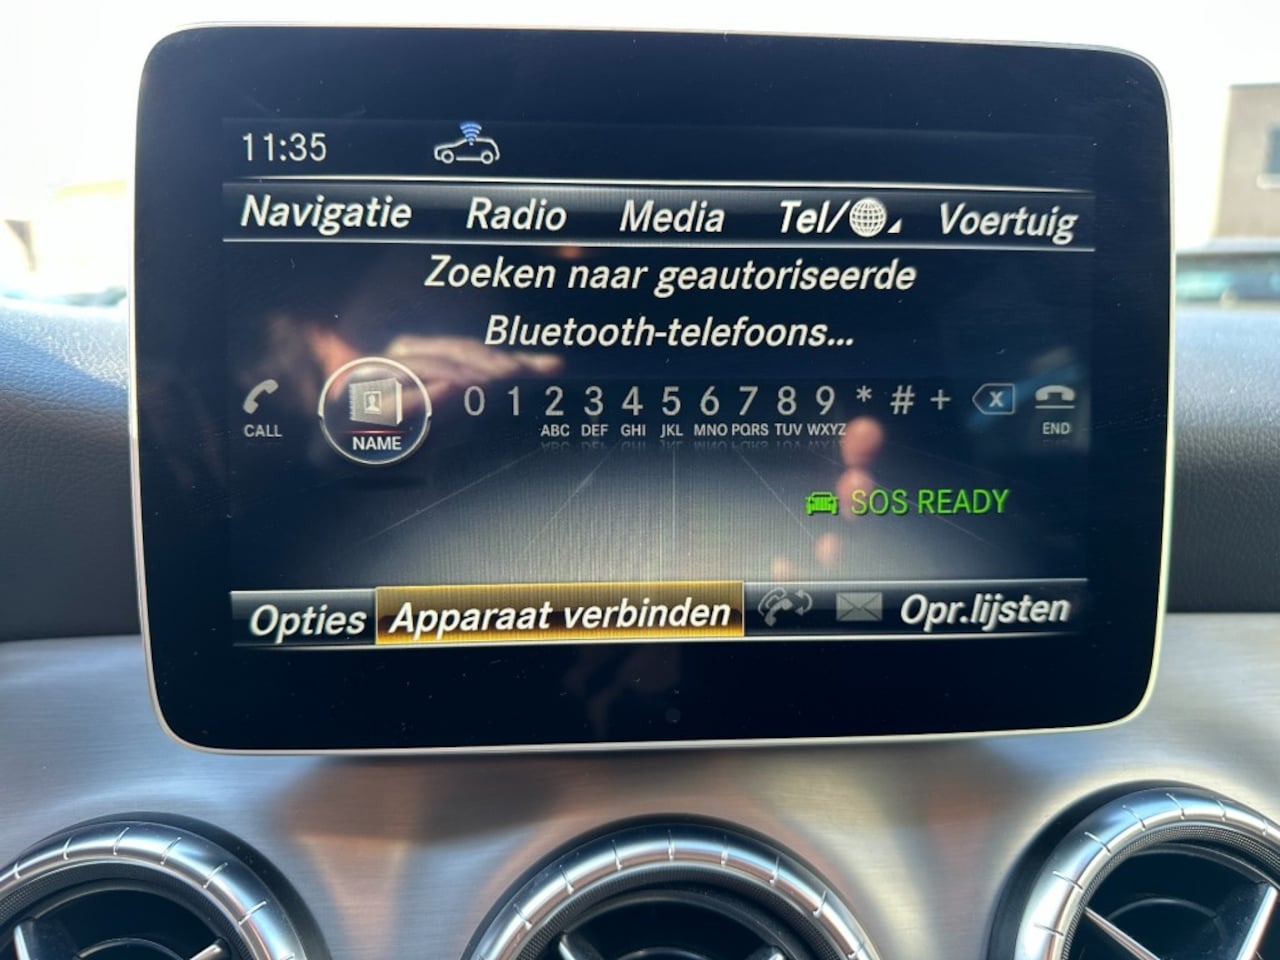 11:35
Navigatie Radio Media Tel/ Voertuig
Zoeken naar geautoriseerde
Bluetooth-telefoons...
0 1 2 3 4 5 6 7 8 9 * # + X
CALL NAME ABC DEF GHI JKL MNO PQRS TUV WXYZ END
SOS READY
Opties Apparaat verbinden Opr.lijsten